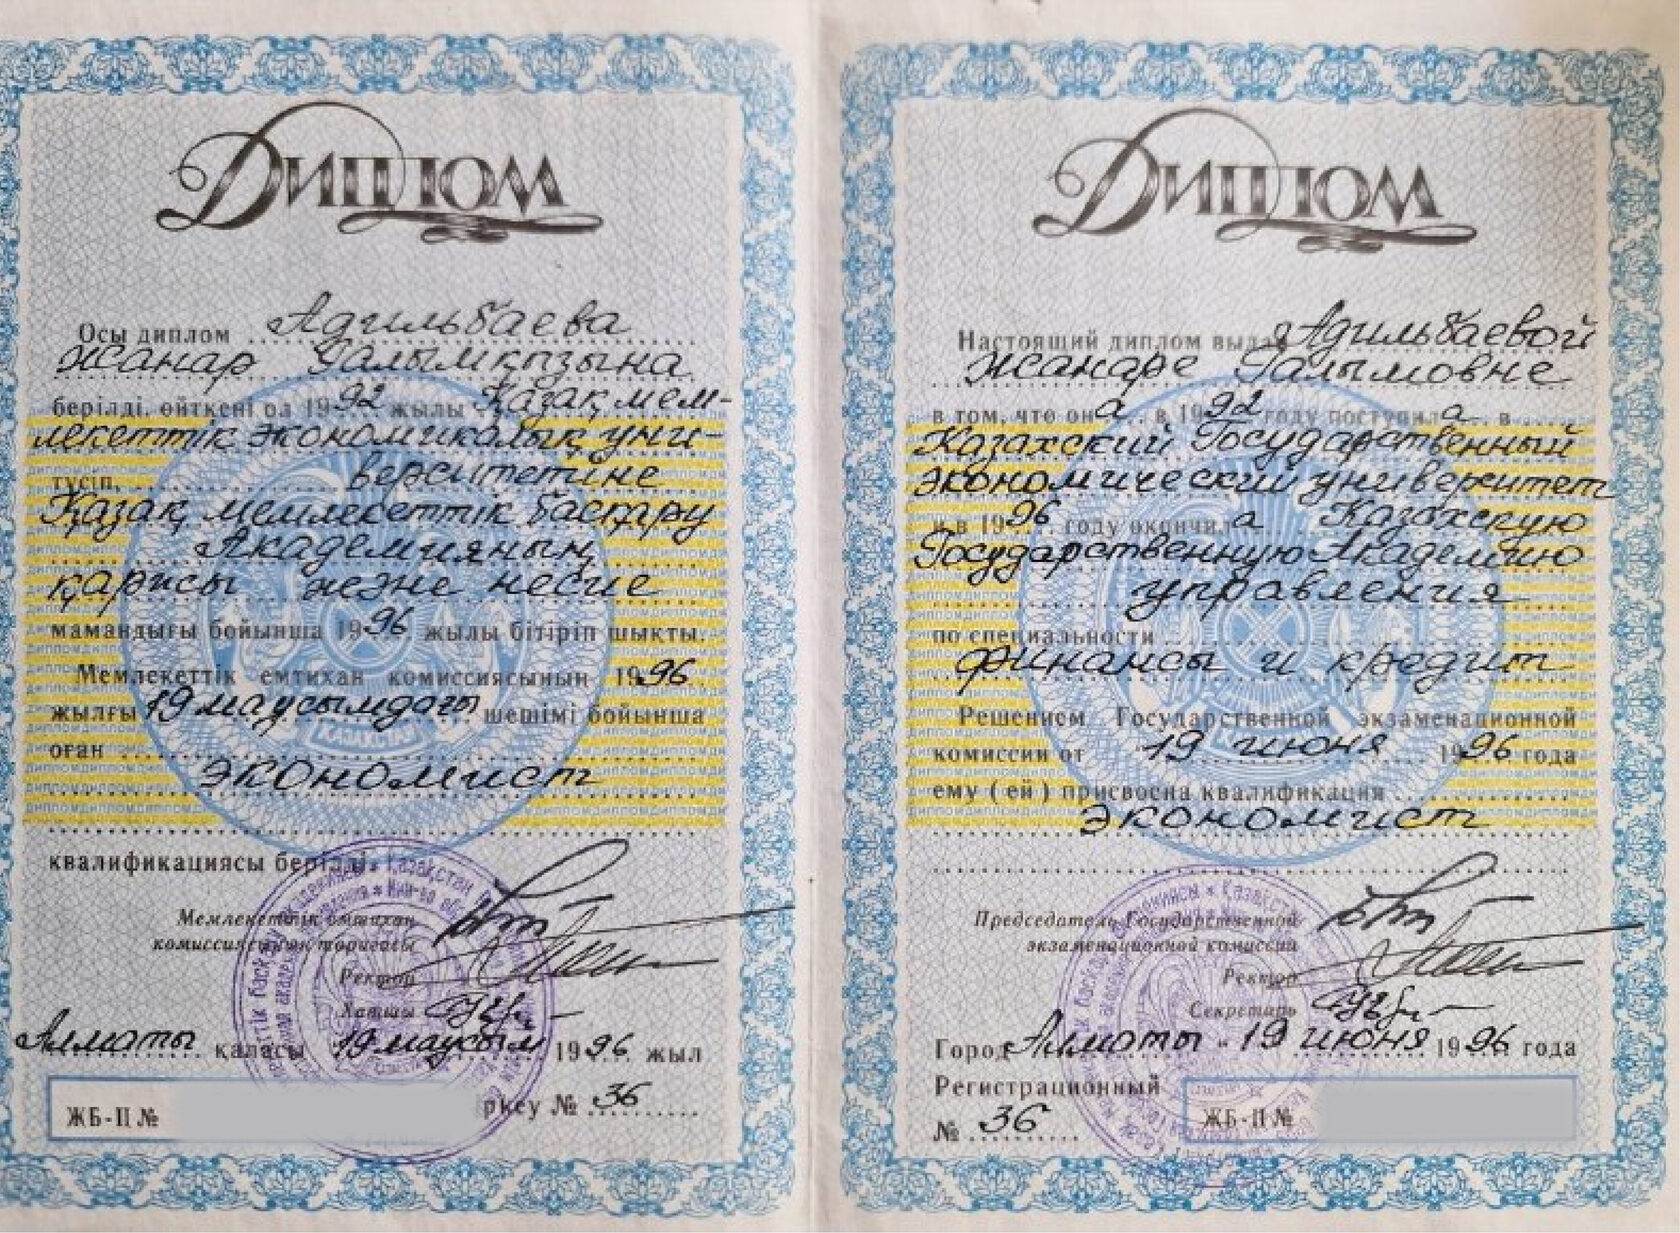 Диплом
Осы диплом Адильбаева
Жанар Ғалымқызына
берілді, өйткені ол 1992 жылы Қазақ мем-
лекеттік экономикалық уни-
түсіп, верситетіне
Қазақ мемлекеттік басқару
Академиясының
қаржы және несие
мамандығы бойынша 1996 жылы бітіріп шықты.
Мемлекеттік емтихан комиссиясының 1996
жылғы 19 маусымдағы шешімі бойынша
оған
экономист
квалификациясы берілді.
Мемлекеттік емтихан
комиссиясының төрағасы
Ректор
Хатшы
Алматы қаласы 19 маусым 1996 жыл
ЖБ-II № ркеу № 36
Диплом
Настоящий диплом выдан Адильбаевой
Жанаре Галымовне
в том, что она в 1992 году поступила в
Казахский Государственный
экономический университет
и в 1996 году окончила Казахскую
Государственную Академию
управления
по специальности
финансы и кредит
Решением Государственной экзаменационной
комиссии от 19 июня 1996 года
ему ( ей ) присвоена квалификация
экономист
Председатель Государственной
экзаменационной комиссии
Ректор
Секретарь
Город Алматы 19 июня 1996 года
Регистрационный
№ 36 ЖБ-II №